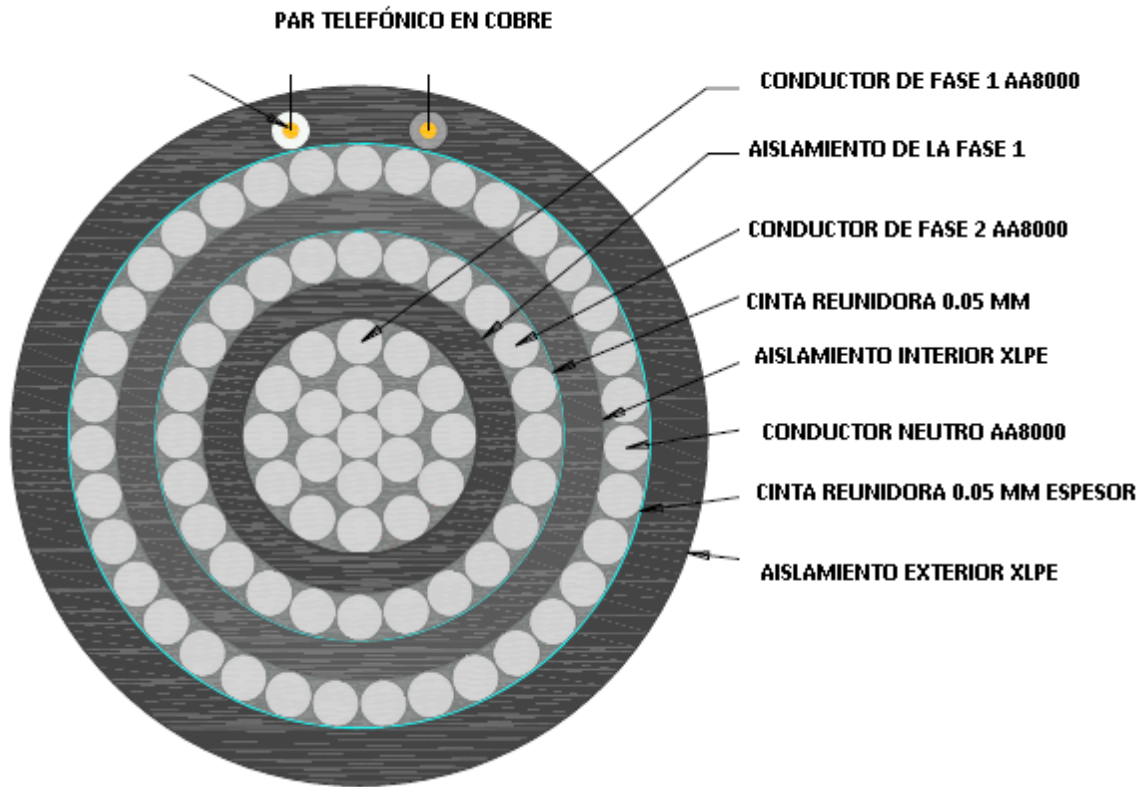 PAR TELEFÓNICO EN COBRE
CONDUCTOR DE FASE 1 AA8000
AISLAMIENTO DE LA FASE 1
CONDUCTOR DE FASE 2 AA8000
CINTA REUNIDORA 0.05 MM
AISLAMIENTO INTERIOR XLPE
CONDUCTOR NEUTRO AA8000
CINTA REUNIDORA 0.05 MM ESPESOR
AISLAMIENTO EXTERIOR XLPE